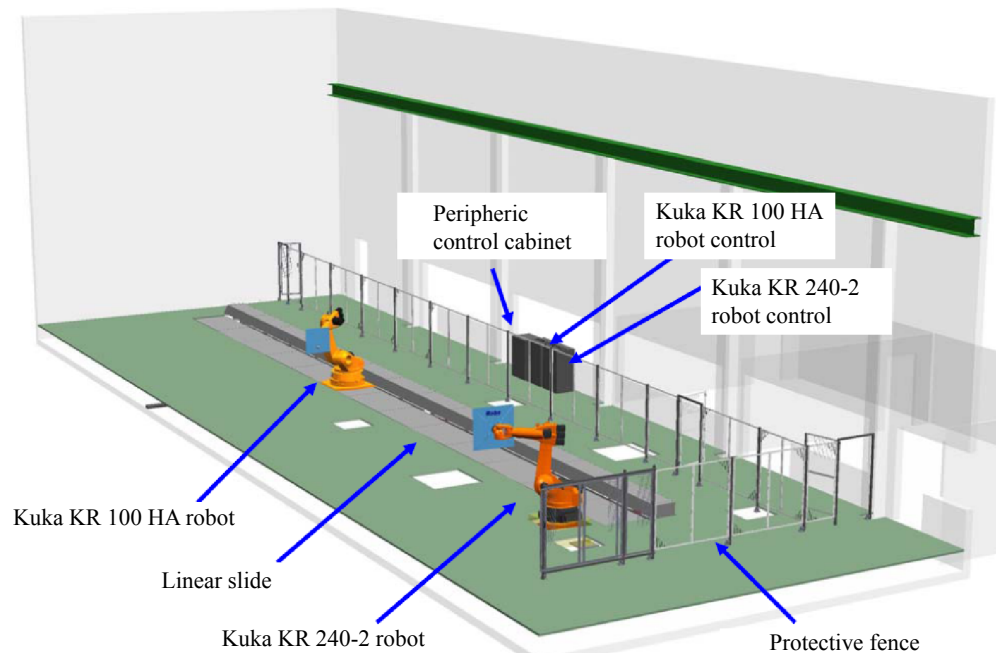 Peripheric
control cabinet
Kuka KR 100 HA
robot control
Kuka KR 240-2
robot control
Kuka KR 100 HA robot
Linear slide
Kuka KR 240-2 robot
Protective fence